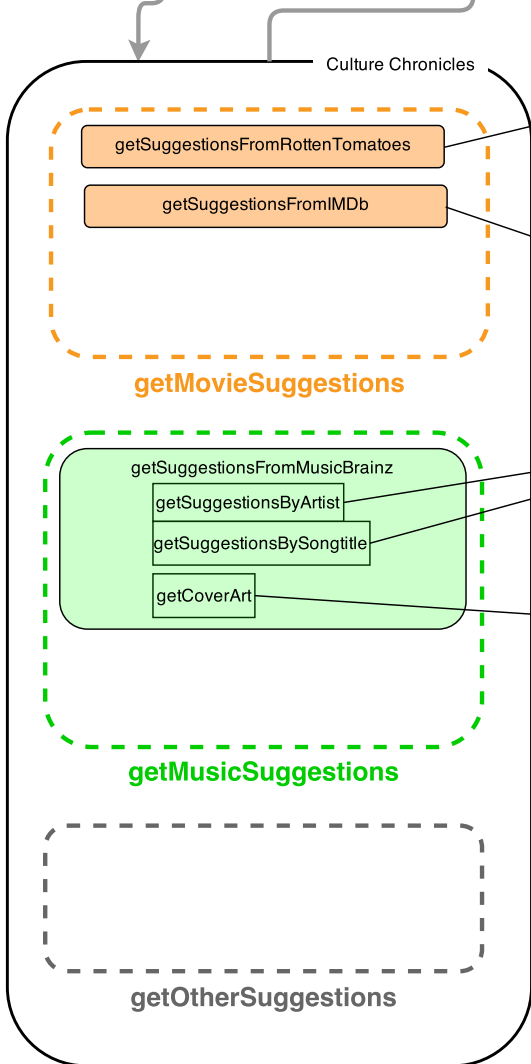 Culture Chronicles
getSuggestionsFromRottenTomatoes
getSuggestionsFromIMDb
getMovieSuggestions
getSuggestionsFromMusicBrainz
getSuggestionsByArtist
getSuggestionsBySongtitle
getCoverArt
getMusicSuggestions
getOtherSuggestions